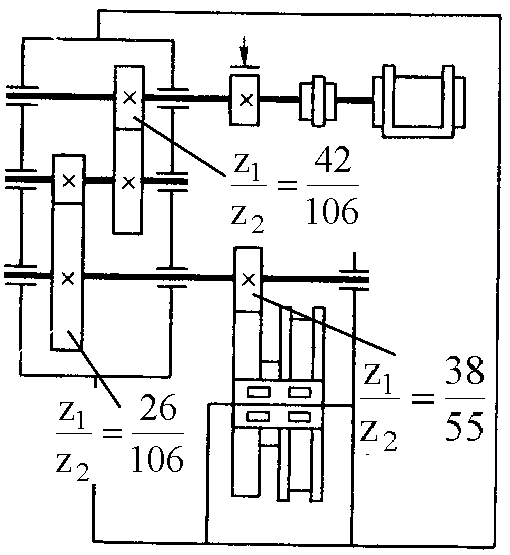 z₁/z₂ = 42/106
z₁/z₂ = 38/55
z₁/z₂ = 26/106